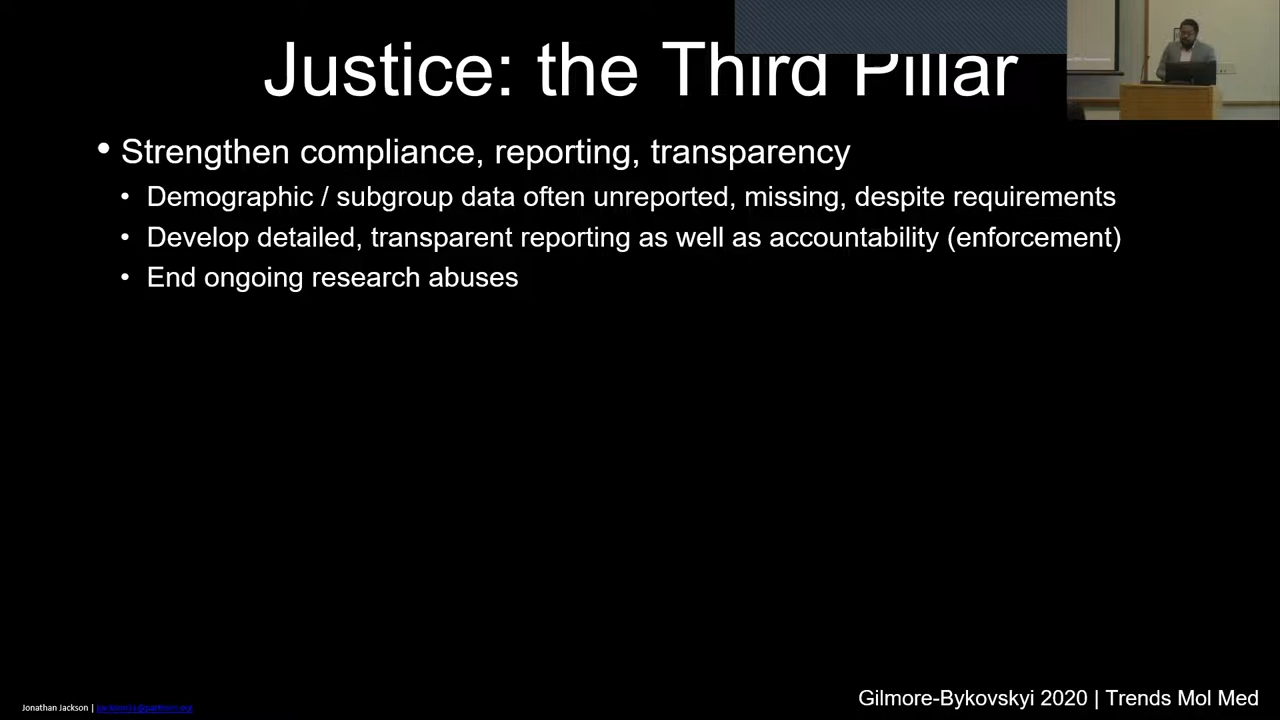 Justice: the Third Pillar
• Strengthen compliance, reporting, transparency
• Demographic / subgroup data often unreported, missing, despite requirements
• Develop detailed, transparent reporting as well as accountability (enforcement)
• End ongoing research abuses
Jonathan Jackson |
Gilmore-Bykovskyi 2020 | Trends Mol Med